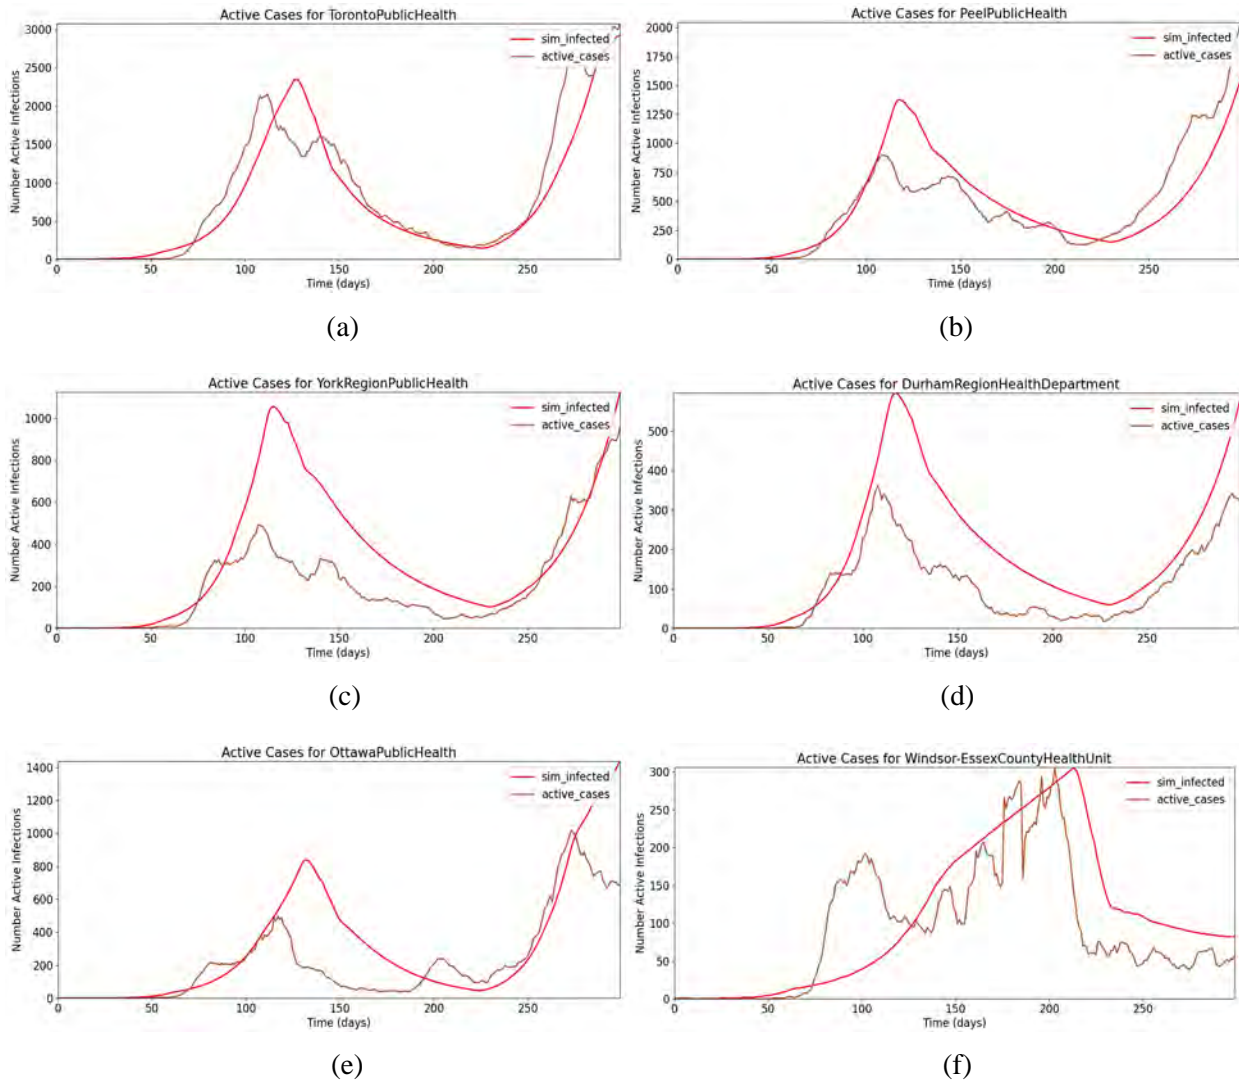 Active Cases for TorontoPublicHealth
3000
2500
2000
1500
1000
500
0
Number Active Infections
sim_infected
active_cases
0 50 100 150 200 250
Time (days)
(a)
Active Cases for PeelPublicHealth
2000
1750
1500
1250
1000
750
500
250
0
Number Active Infections
sim_infected
active_cases
0 50 100 150 200 250
Time (days)
(b)
Active Cases for YorkRegionPublicHealth
1000
800
600
400
200
0
Number Active Infections
sim_infected
active_cases
0 50 100 150 200 250
Time (days)
(c)
Active Cases for DurhamRegionHealthDepartment
500
400
300
200
100
0
Number Active Infections
sim_infected
active_cases
0 50 100 150 200 250
Time (days)
(d)
Active Cases for OttawaPublicHealth
1400
1200
1000
800
600
400
200
0
Number Active Infections
sim_infected
active_cases
0 50 100 150 200 250
Time (days)
(e)
Active Cases for Windsor-EssexCountyHealthUnit
300
250
200
150
100
50
0
Number Active Infections
sim_infected
active_cases
0 50 100 150 200 250
Time (days)
(f)